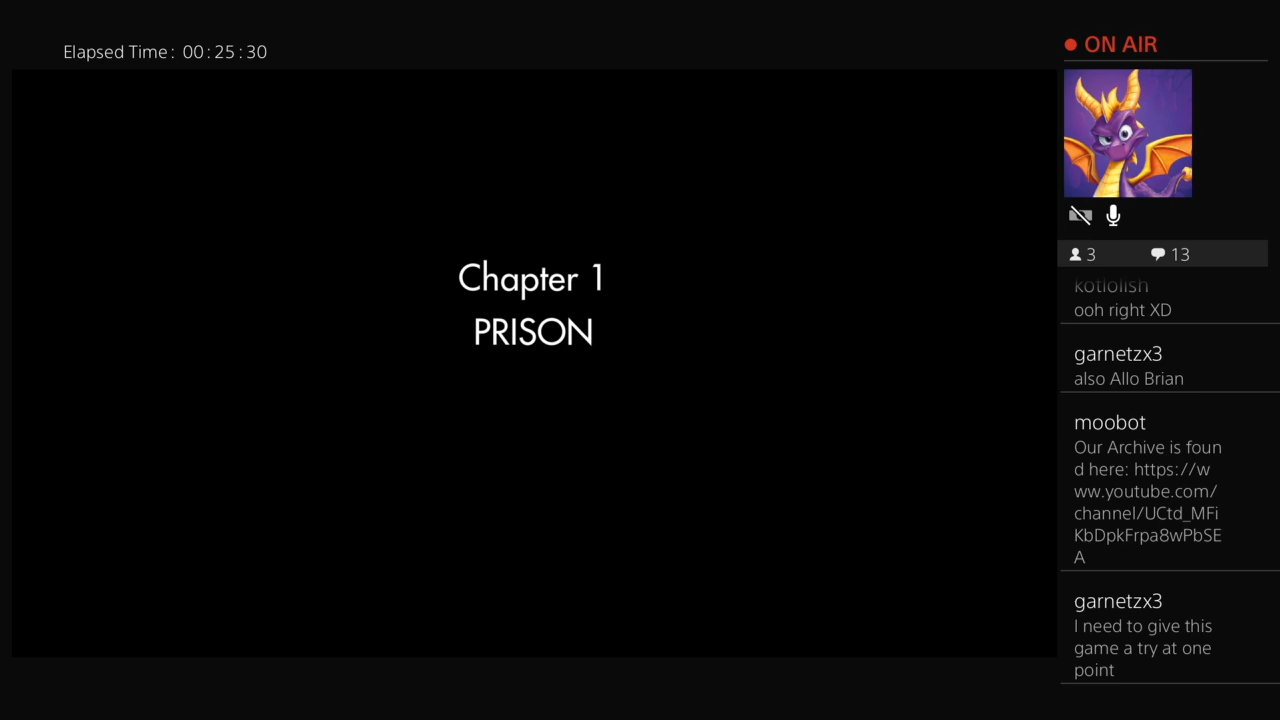 Elapsed Time: 00:25:30
ON AIR
Chapter 1
PRISON
3 13
kotlolish
ooh right XD
garnetzx3
also Allo Brian
moobot
Our Archive is foun
d here: https://w
ww.youtube.com/
channel/UCtd_MFi
KbDpkFrpa8wPbSE
A
garnetzx3
I need to give this
game a try at one
point